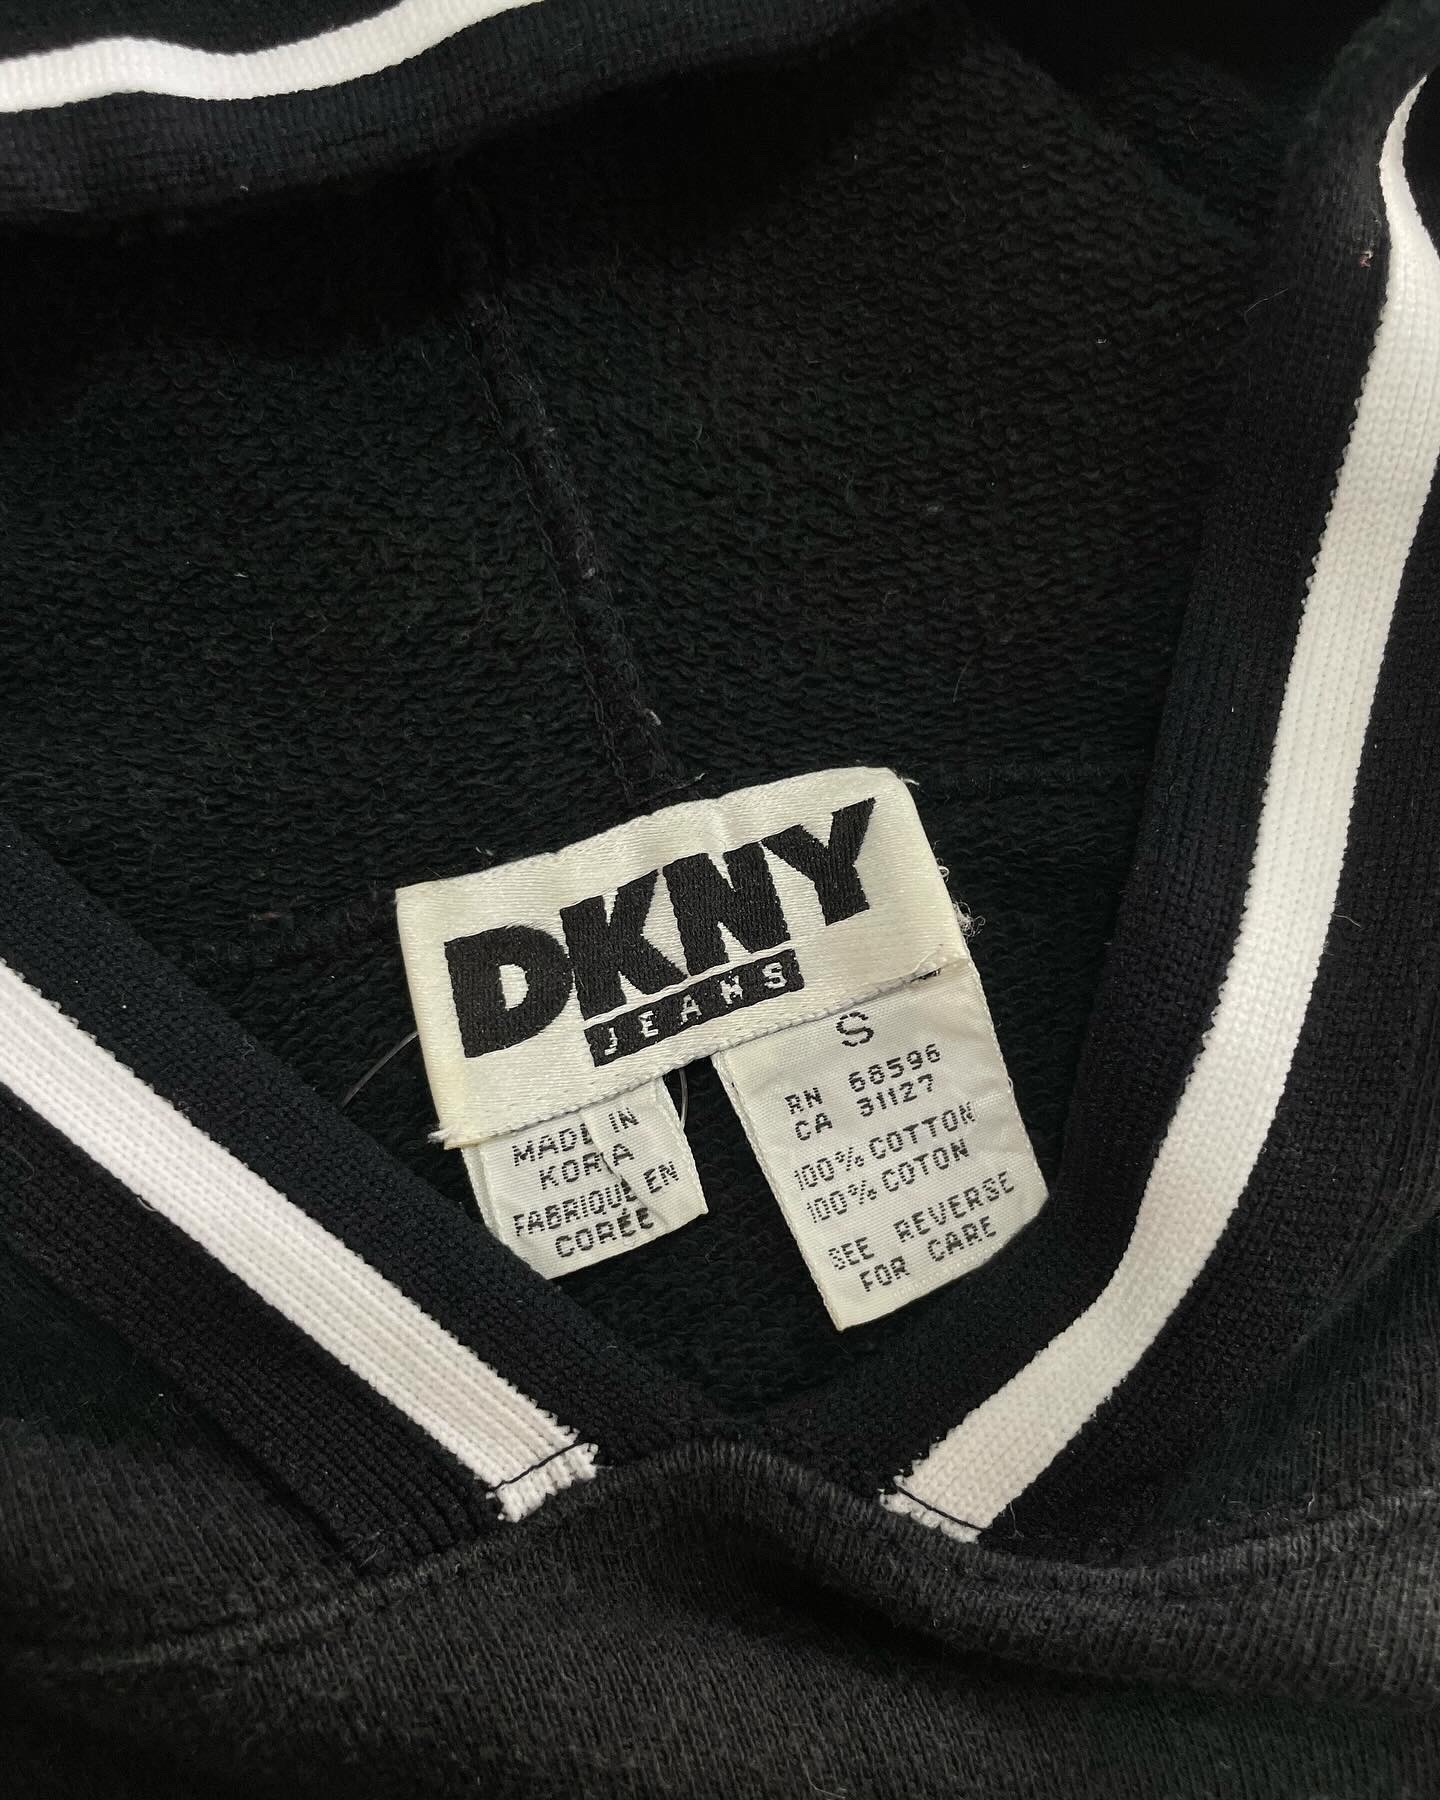 DKNY
JEANS
S
RN 68596
CA 31127
100% COTTON
100% COTON
SEE REVERSE
FOR CARE
MADE IN
KOREA
FABRIQUÉ EN
CORÉE